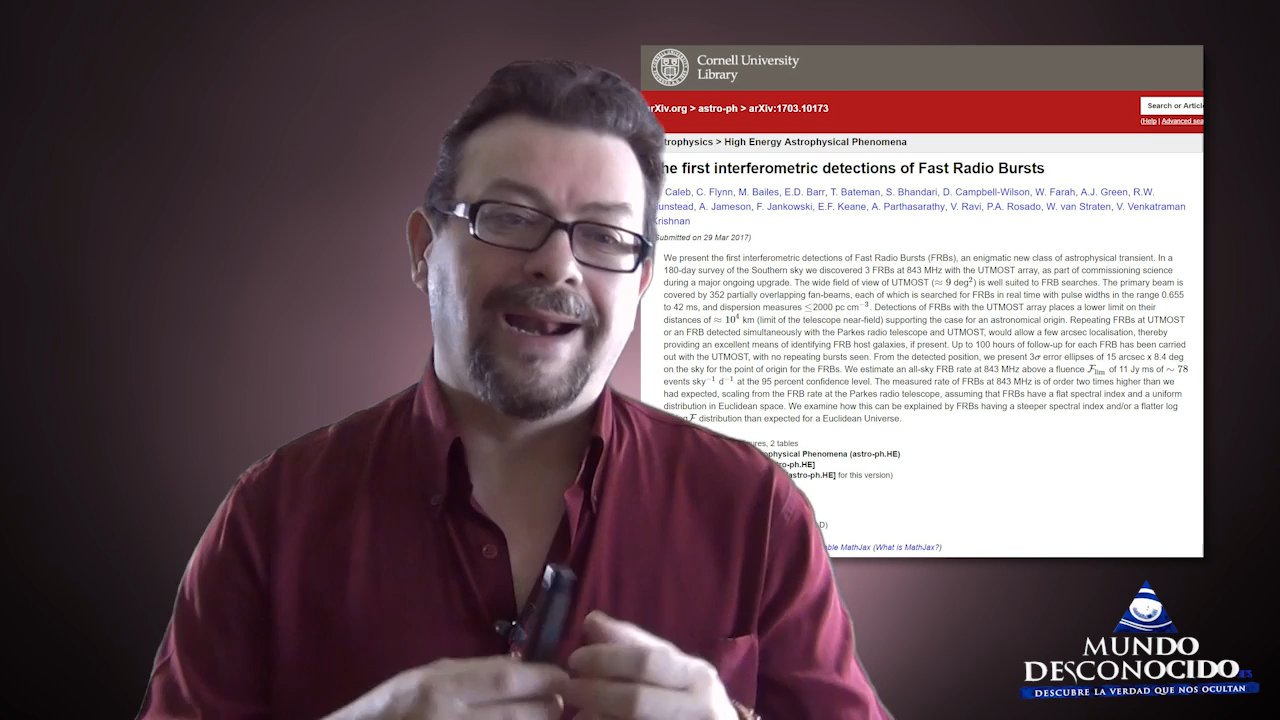 Cornell University
Library
rXiv.org > astro-ph > arXiv:1703.10173
Search or Articl
(Help | Advanced sea
trophysics > High Energy Astrophysical Phenomena
he first interferometric detections of Fast Radio Bursts
Caleb, C. Flynn, M. Bailes, E.D. Barr, T. Bateman, S. Bhandari, D. Campbell-Wilson, W. Farah, A.J. Green, R.W.
unstead, A. Jameson, F. Jankowski, E.F. Keane, A. Parthasarathy, V. Ravi, P.A. Rosado, W. van Straten, V. Venkatraman
Krishnan
Submitted on 29 Mar 2017)
We present the first interferometric detections of Fast Radio Bursts (FRBs), an enigmatic new class of astrophysical transient. In a
180-day survey of the Southern sky we discovered 3 FRBs at 843 MHz with the UTMOST array, as part of commissioning science
during a major ongoing upgrade. The wide field of view of UTMOST (≈ 9 deg²) is well suited to FRB searches. The primary beam is
covered by 352 partially overlapping fan-beams, each of which is searched for FRBs in real time with pulse widths in the range 0.655
to 42 ms, and dispersion measures ≤2000 pc cm⁻³. Detections of FRBs with the UTMOST array places a lower limit on their
distances of ≈ 10⁴ km (limit of the telescope near-field) supporting the case for an astronomical origin. Repeating FRBs at UTMOST
or an FRB detected simultaneously with the Parkes radio telescope and UTMOST, would allow a few arcsec localisation, thereby
providing an excellent means of identifying FRB host galaxies, if present. Up to 100 hours of follow-up for each FRB has been carried
out with the UTMOST, with no repeating bursts seen. From the detected position, we present 3σ error ellipses of 15 arcsec x 8.4 deg
on the sky for the point of origin for the FRBs. We estimate an all-sky FRB rate at 843 MHz above a fluence ℱlim of 11 Jy ms of ∼ 78
events sky⁻¹ d⁻¹ at the 95 percent confidence level. The measured rate of FRBs at 843 MHz is of order two times higher than we
had expected, scaling from the FRB rate at the Parkes radio telescope, assuming that FRBs have a flat spectral index and a uniform
distribution in Euclidean space. We examine how this can be explained by FRBs having a steeper spectral index and/or a flatter log
ℱ distribution than expected for a Euclidean Universe.
ures, 2 tables
ophysical Phenomena (astro-ph.HE)
ro-ph.HE]
astro-ph.HE] for this version)
D)
ble MathJax (What is MathJax?)
MUNDO
DESCONOCIDO.ES
DESCUBRE LA VERDAD QUE NOS OCULTAN